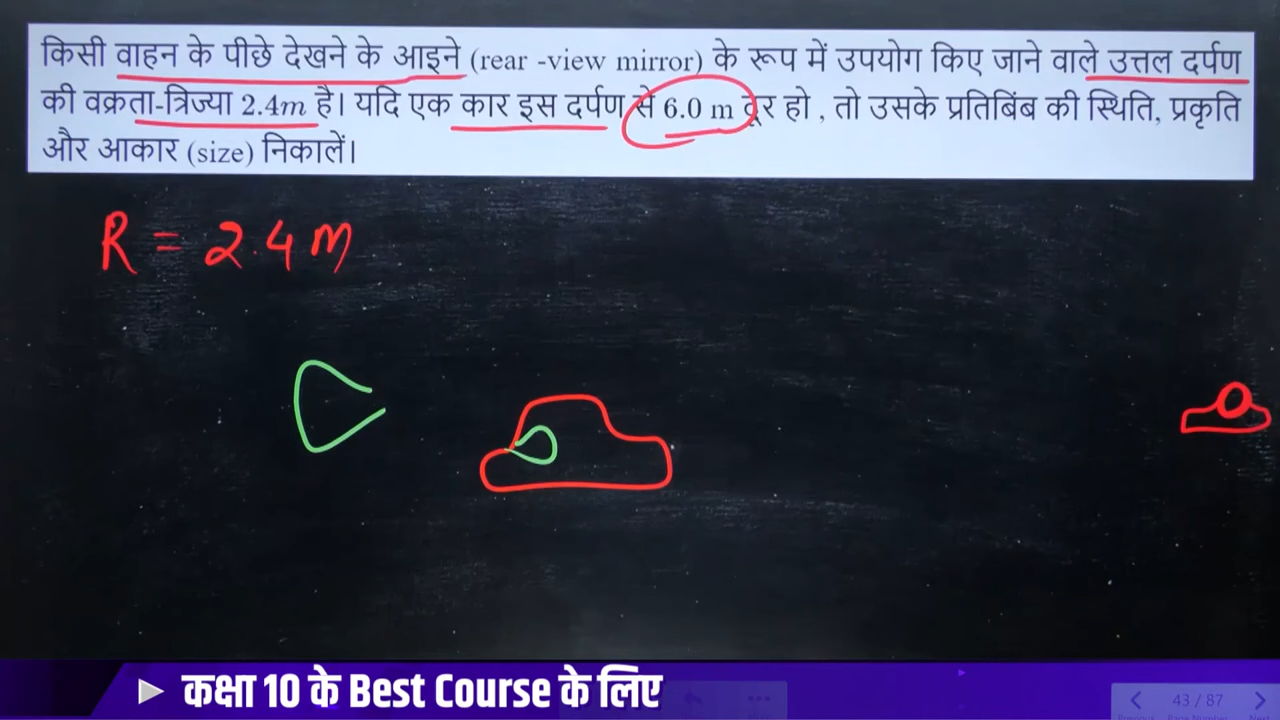 किसी वाहन के पीछे देखने के आइने (rear -view mirror) के रूप में उपयोग किए जाने वाले उत्तल दर्पण
की वक्रता-त्रिज्या 2.4m है। यदि एक कार इस दर्पण से 6.0 m दूर हो , तो उसके प्रतिबिंब की स्थिति, प्रकृति
और आकार (size) निकालें।
R = 2.4 m
कक्षा 10 के Best Course के लिए
43 / 87